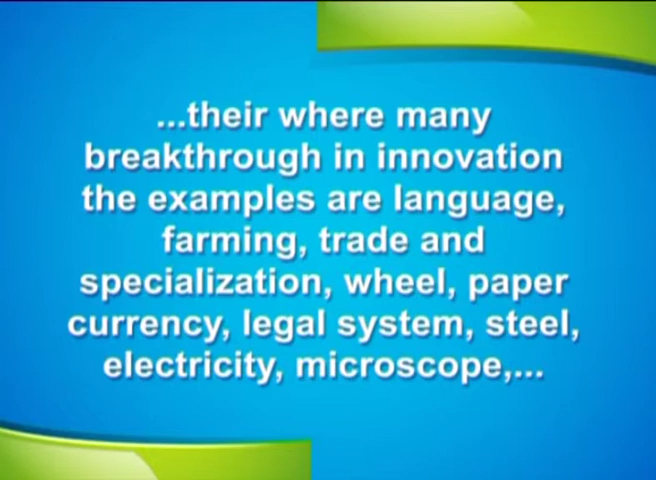 ...their where many
breakthrough in innovation
the examples are language,
farming, trade and
specialization, wheel, paper
currency, legal system, steel,
electricity, microscope,...